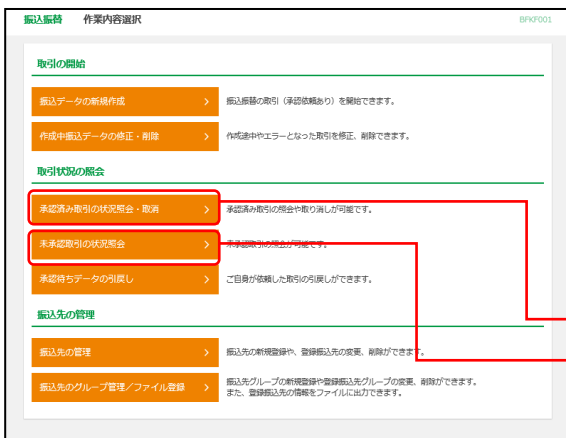 振込振替 作業内容選択 BFKF001
取引の開始
振込データの新規作成 > 振込振替の取引（承認依頼あり）を開始できます。
作成中振込データの修正・削除 > 作成途中やエラーとなった取引を修正、削除できます。
取引状況の照会
承認済み取引の状況照会・取消 > 承認済み取引の照会や取り消しが可能です。
未承認取引の状況照会 > 未承認取引の照会が可能です。
承認待ちデータの引戻し > ご自身が依頼した取引の引戻しができます。
振込先の管理
振込先の管理 > 振込先の新規登録や、登録振込先の変更、削除ができます。
振込先のグループ管理／ファイル登録 > 振込先グループの新規登録や登録振込先グループの変更、削除ができます。
また、登録振込先の情報をファイルに出力できます。